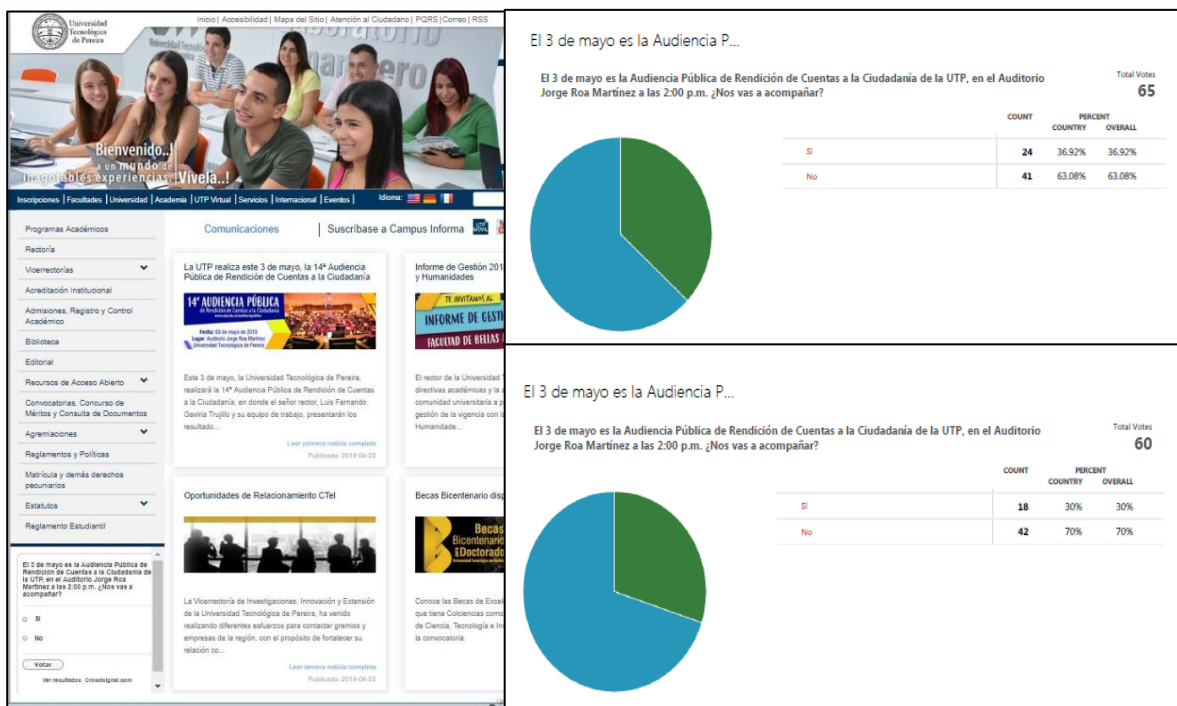 Universidad
Tecnológica
de Pereira
Inicio | Accesibilidad | Mapa del Sitio | Atención al Ciudadano | PQRS |Correo | RSS
Bienvenido..!
a un mundo de
Inagotables experiencias. ¡Vívela..!
Inscripciones | Facultades | Universidad | Academia | UTP Virtual | Servicios | Internacional | Eventos | Idioma:
Programas Académicos
Rectoría
Vicerrectorías
Acreditación Institucional
Admisiones, Registro y Control
Académico
Biblioteca
Editorial
Recursos de Acceso Abierto
Convocatorias, Concurso de
Méritos y Consulta de Documentos
Agremiaciones
Reglamentos y Políticas
Matrícula y demás derechos
pecuniarios
Estatutos
Reglamento Estudiantil
El 3 de mayo es la Audiencia Pública de
Rendición de Cuentas a la Ciudadanía de
la UTP, en el Auditorio Jorge Roa
Martínez a las 2:00 p.m. ¿Nos vas a
acompañar?
Si
No
Votar
Ver resultados Crowdsignal.com
Comunicaciones | Suscríbase a Campus Informa
La UTP realiza este 3 de mayo, la 14ª Audiencia
Pública de Rendición de Cuentas a la Ciudadanía
14ª AUDIENCIA PÚBLICA
de Rendición de Cuentas a la Ciudadanía
Fecha: 03 de mayo de 2019
Lugar: Auditorio Jorge Roa Martínez
Universidad Tecnológica de Pereira
Este 3 de mayo, la Universidad Tecnológica de Pereira,
realizará la 14ª Audiencia Pública de Rendición de Cuentas
a la Ciudadanía, en donde el señor rector, Luis Fernando
Gaviria Trujillo y su equipo de trabajo, presentarán los
resultado...
Leer primera noticia completa
Publicado: 2019-04-22
Informe de Gestión 201
y Humanidades
TE INVITAMOS AL
INFORME DE GESTI
FACULTAD DE BELLAS
El rector de la Universidad T
directivas académicas y la a
comunidad universitaria a p
gestión de la vigencia con l
Humanidade...
Oportunidades de Relacionamiento CTeI
La Vicerrectoría de Investigaciones, Innovación y Extensión
de la Universidad Tecnológica de Pereira, ha venido
realizando diferentes esfuerzos para contactar gremios y
empresas de la región, con el propósito de fortalecer su
relación co...
Leer tercera noticia completa
Publicado: 2019-04-22
Becas Bicentenario disp
Becas
Bicentenario
Doctorado
Conoce las Becas de Excel
que tiene Colciencias como
de Ciencia, Tecnología e In
la convocatoria.
El 3 de mayo es la Audiencia P...
El 3 de mayo es la Audiencia Pública de Rendición de Cuentas a la Ciudadanía de la UTP, en el Auditorio
Jorge Roa Martínez a las 2:00 p.m. ¿Nos vas a acompañar?
Total Votes
65
COUNT PERCENT
COUNTRY OVERALL
Si 24 36.92% 36.92%
No 41 63.08% 63.08%
El 3 de mayo es la Audiencia P...
El 3 de mayo es la Audiencia Pública de Rendición de Cuentas a la Ciudadanía de la UTP, en el Auditorio
Jorge Roa Martínez a las 2:00 p.m. ¿Nos vas a acompañar?
Total Votes
60
COUNT PERCENT
COUNTRY OVERALL
Si 18 30% 30%
No 42 70% 70%